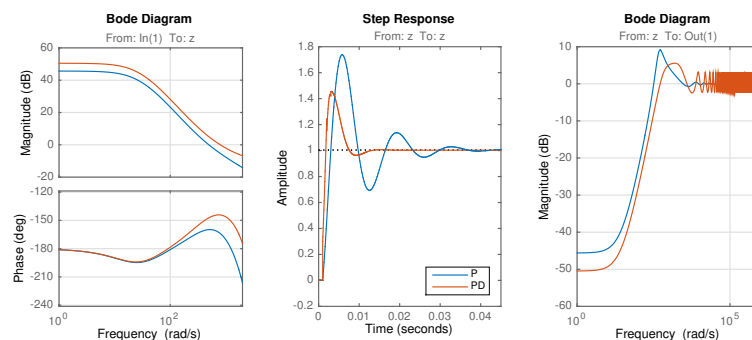 Bode Diagram
From: In(1) To: z
Magnitude (dB)
60
40
20
0
-20
Phase (deg)
-120
-150
-180
-210
-240
10^0
10^2
Frequency (rad/s)
Step Response
From: z To: z
Amplitude
1.8
1.6
1.4
1.2
1
0.8
0.6
0.4
0.2
0
-0.2
P
PD
0
0.01
0.02
0.03
0.04
Time (seconds)
Bode Diagram
From: z To: Out(1)
Magnitude (dB)
10
0
-10
-20
-30
-40
-50
-60
10^0
10^5
Frequency (rad/s)